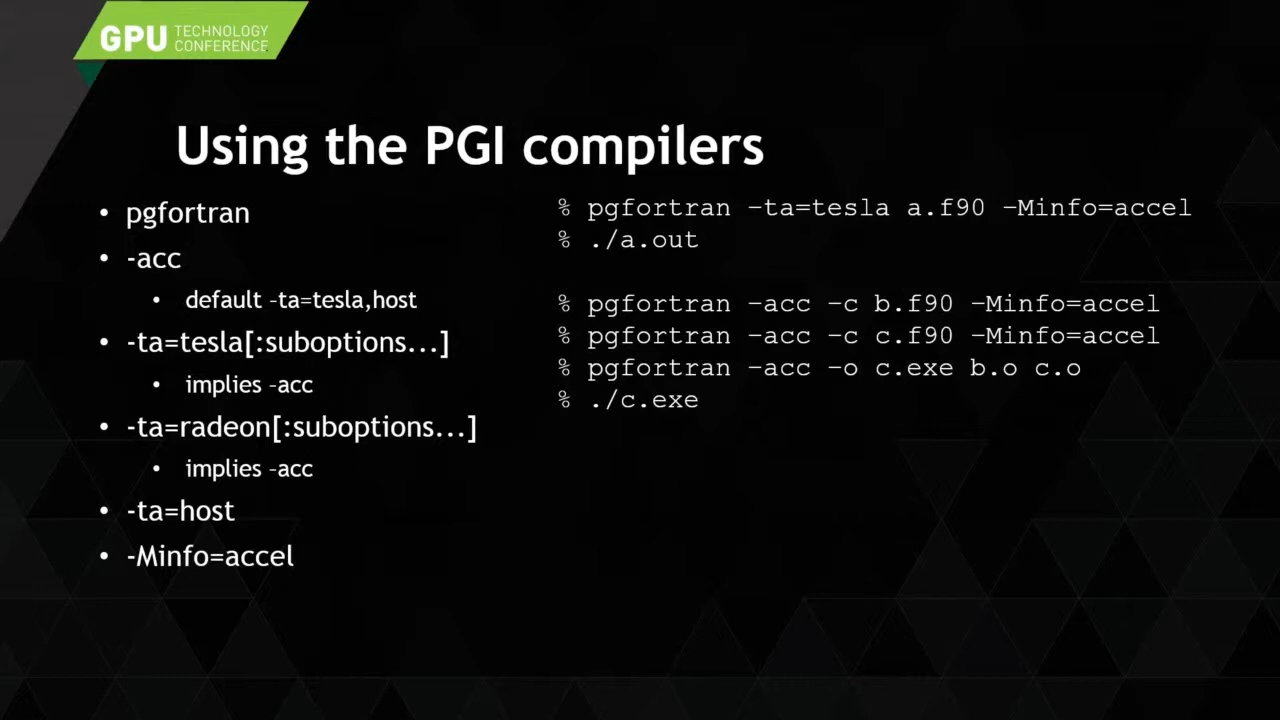 GPU TECHNOLOGY CONFERENCE
Using the PGI compilers
• pgfortran
• -acc
• default –ta=tesla,host
• -ta=tesla[:suboptions...]
• implies –acc
• -ta=radeon[:suboptions...]
• implies –acc
• -ta=host
• -Minfo=accel
% pgfortran –ta=tesla a.f90 –Minfo=accel
% ./a.out
% pgfortran –acc –c b.f90 –Minfo=accel
% pgfortran –acc –c c.f90 –Minfo=accel
% pgfortran –acc –o c.exe b.o c.o
% ./c.exe